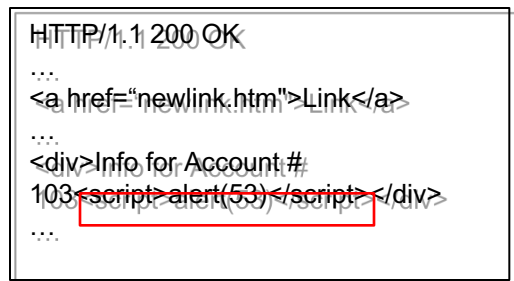 HTTP/1.1 200 OK
…
<a href=“newlink.htm">Link</a>
…
<div>Info for Account #
103<script>alert(53)</script></div>
…